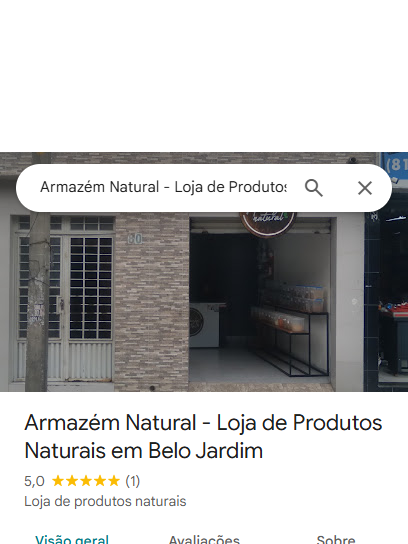 Armazém Natural - Loja de Produtos
natural
(81
Armazém Natural - Loja de Produtos
Naturais em Belo Jardim
5,0 (1)
Loja de produtos naturais
Visão geral Avaliações Sobre